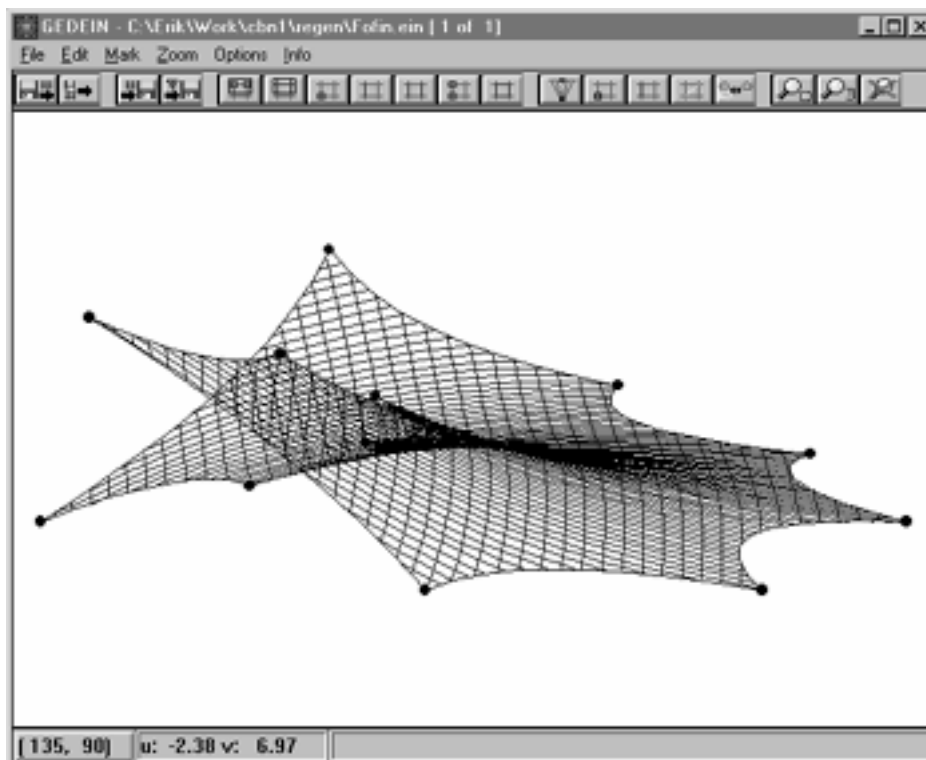 GEDEIN - C:\Erik\Work\cbn1\regen\Fofin.ein [ 1 of 1]
File Edit Mark Zoom Options Info
(135, 90) u: -2.38 v: 6.97